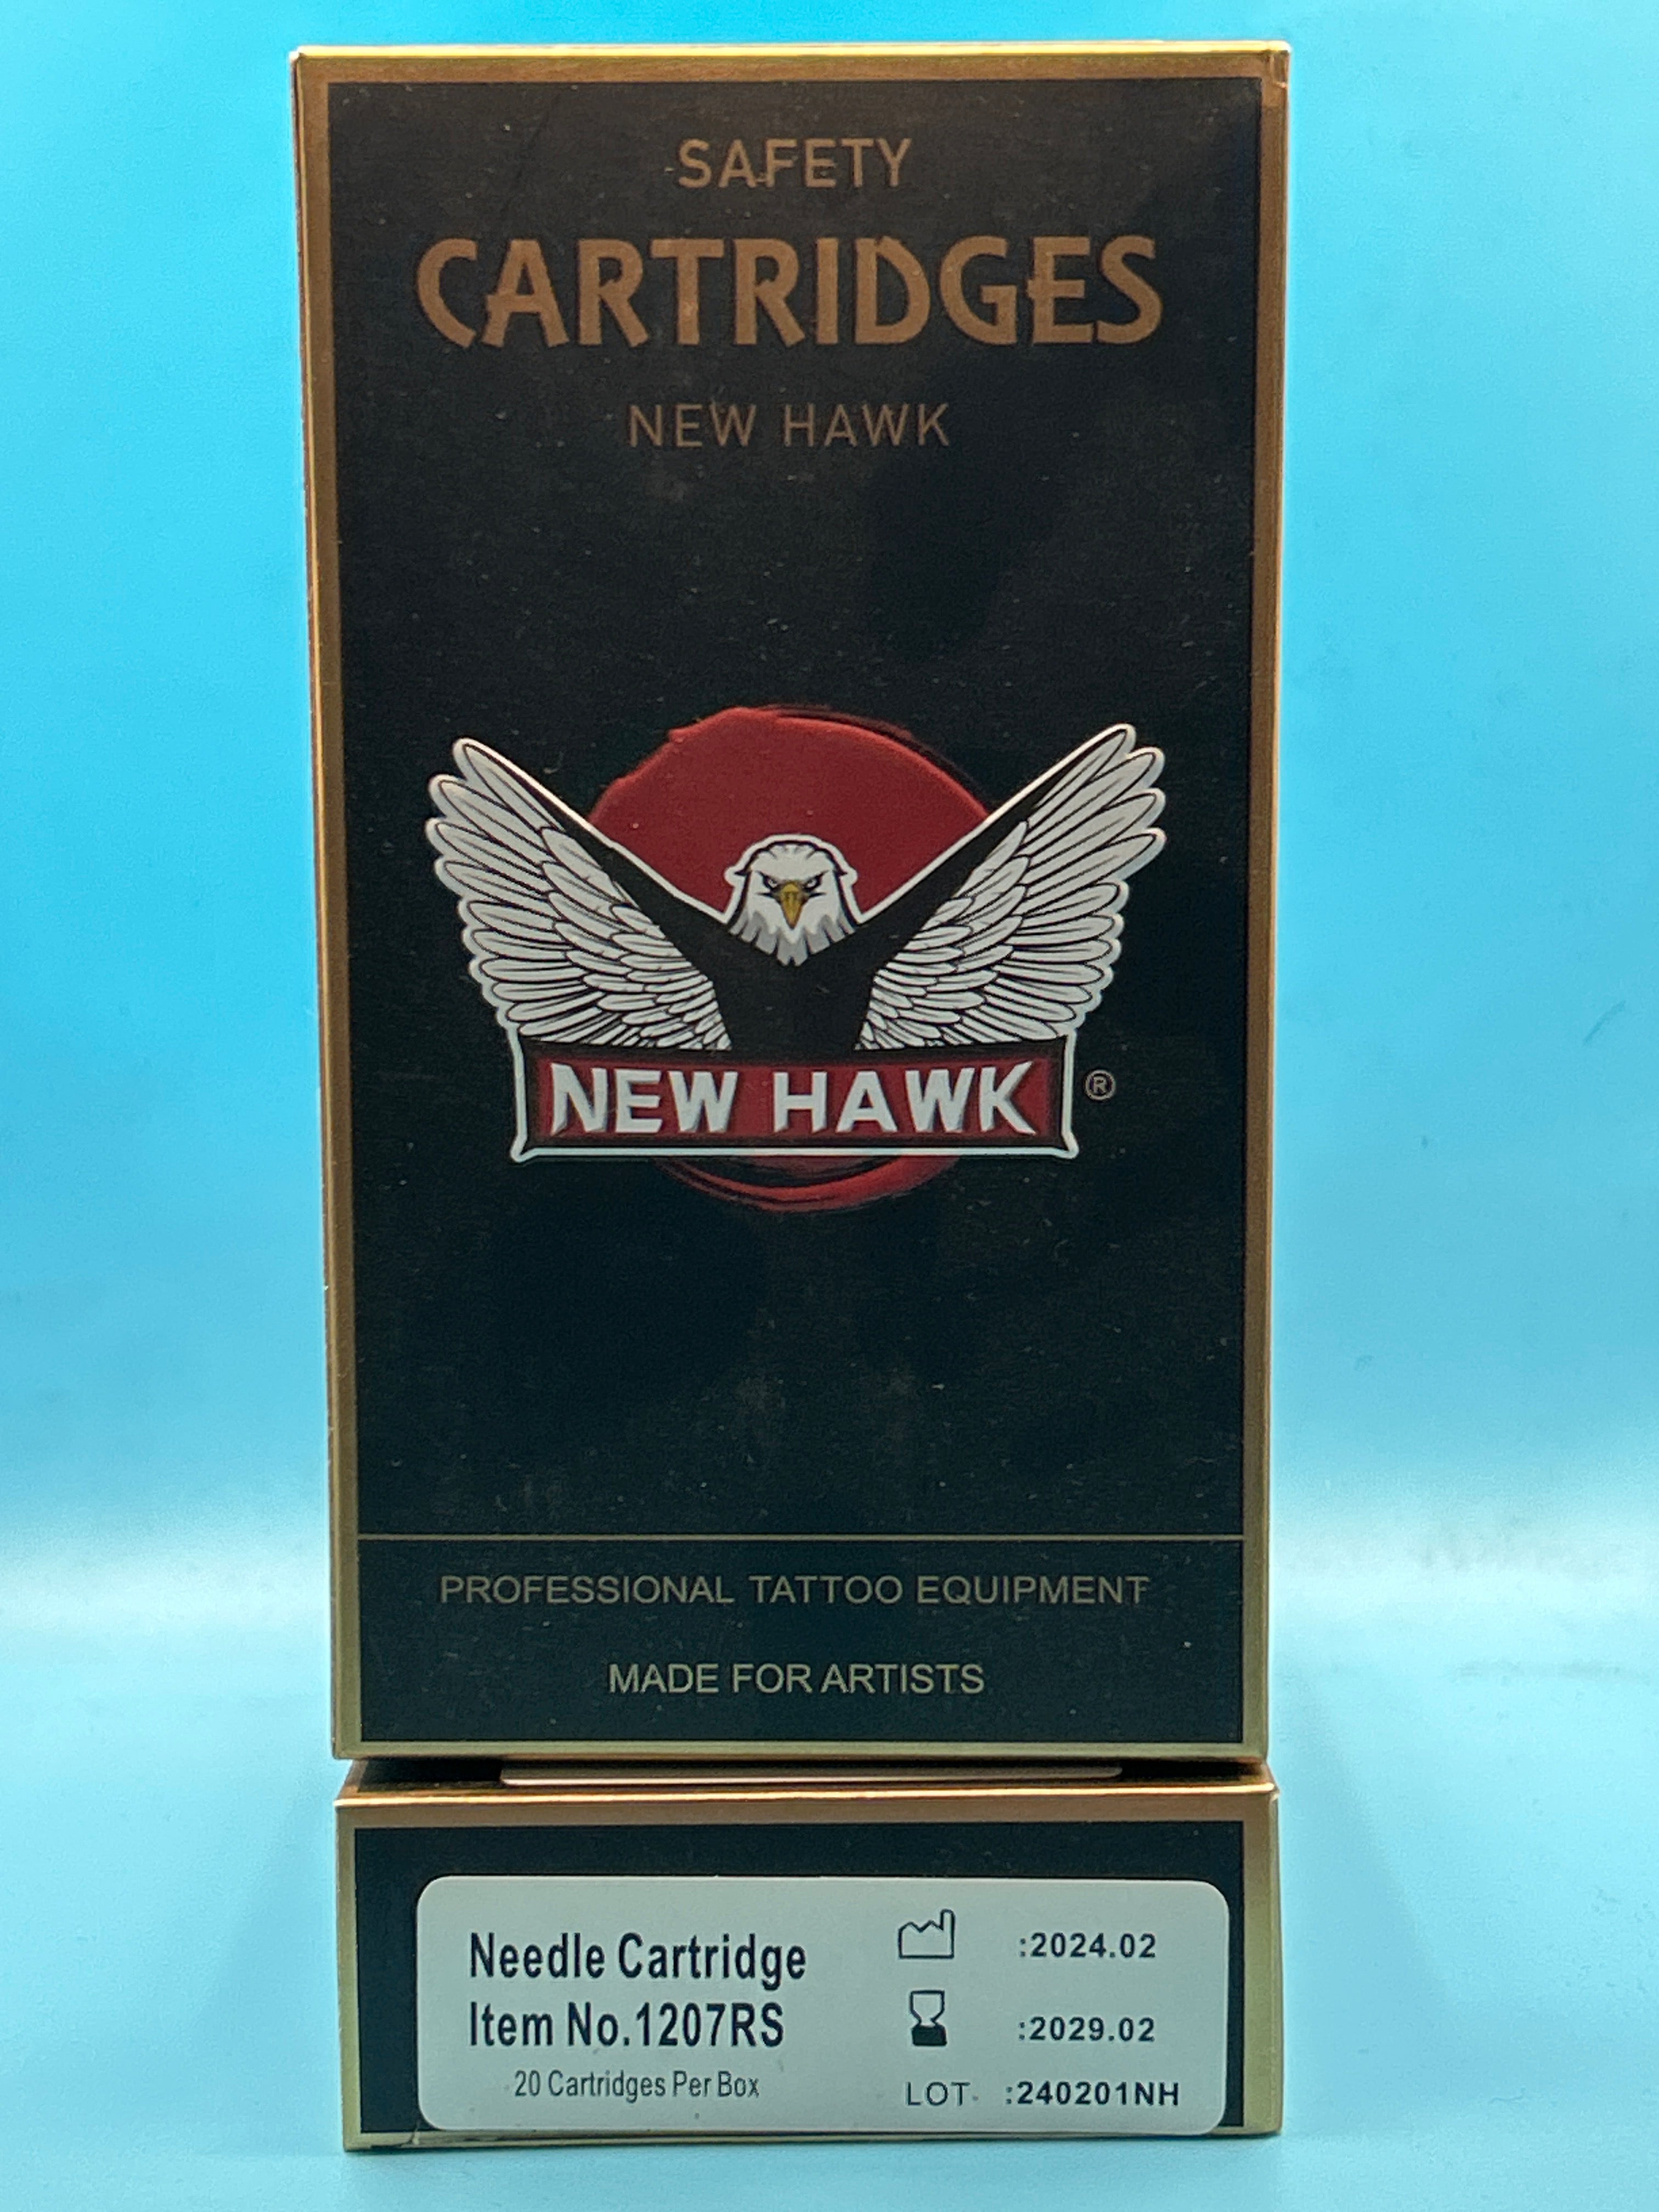 SAFETY
CARTRIDGES
NEW HAWK
NEW HAWK ®
PROFESSIONAL TATTOO EQUIPMENT
MADE FOR ARTISTS
Needle Cartridge
Item No.1207RS
20 Cartridges Per Box
:2024.02
:2029.02
LOT :240201NH